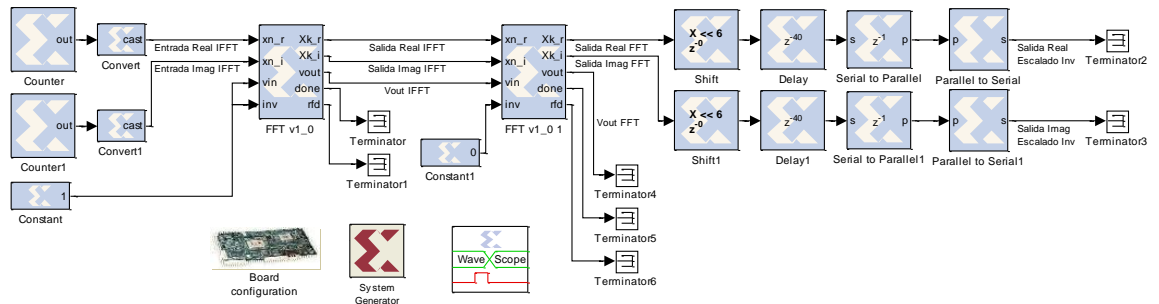 out
Counter
cast
Convert
Entrada Real IFFT
Entrada Imag IFFT
out
Counter1
cast
Convert1
1
Constant
xn_r
xn_i
vin
inv
Xk_r
Xk_i
vout
done
rfd
FFT v1_0
Salida Real IFFT
Salida Imag IFFT
Vout IFFT
Terminator
Terminator1
0
Constant1
xn_r
xn_i
vin
inv
Xk_r
Xk_i
vout
done
rfd
FFT v1_0 1
Salida Real FFT
Salida Imag FFT
Vout FFT
Terminator4
Terminator5
Terminator6
X << 6
z-0
Shift
z-40
Delay
s
z-1
p
Serial to Parallel
p
s
Parallel to Serial
Salida Real
Escalado Inv
Terminator2
X << 6
z-0
Shift1
z-40
Delay1
s
z-1
p
Serial to Parallel1
p
s
Parallel to Serial1
Salida Imag
Escalado Inv
Terminator3
Board
configuration
System
Generator
Wave
Scope